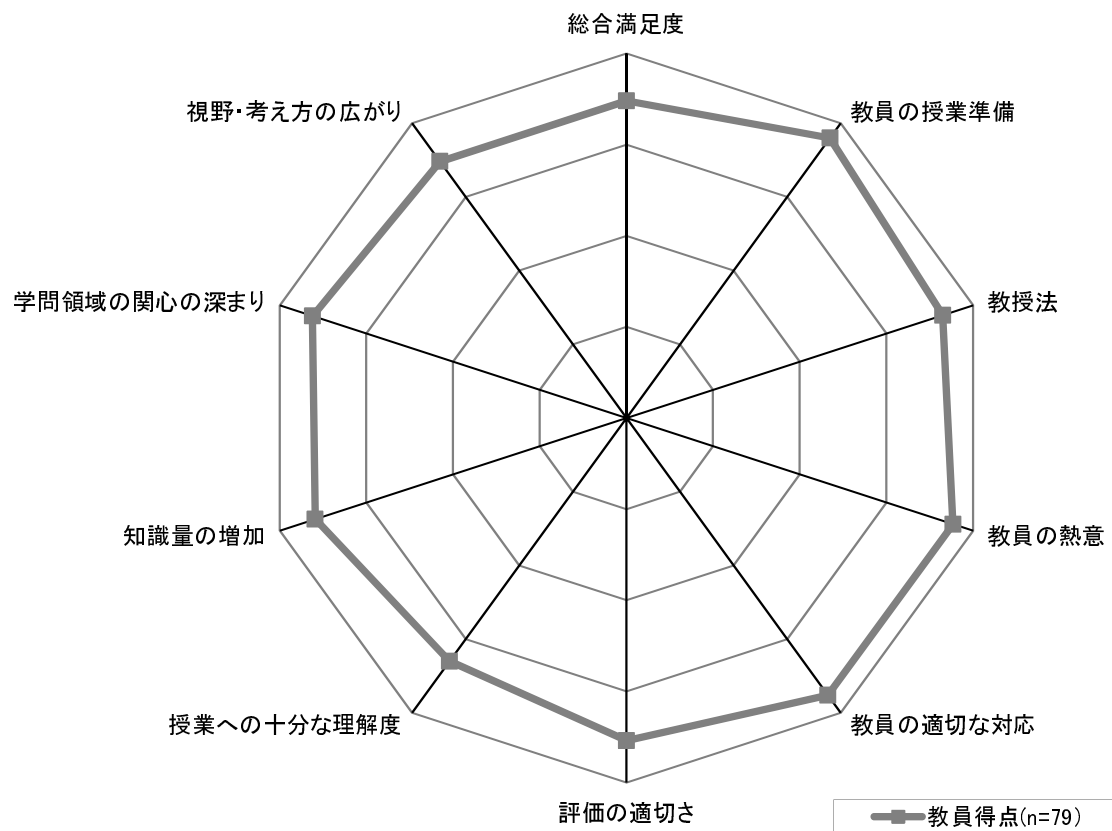 総合満足度
視野・考え方の広がり
教員の授業準備
学問領域の関心の深まり
教授法
知識量の増加
教員の熱意
授業への十分な理解度
教員の適切な対応
評価の適切さ
教員得点(n=79)